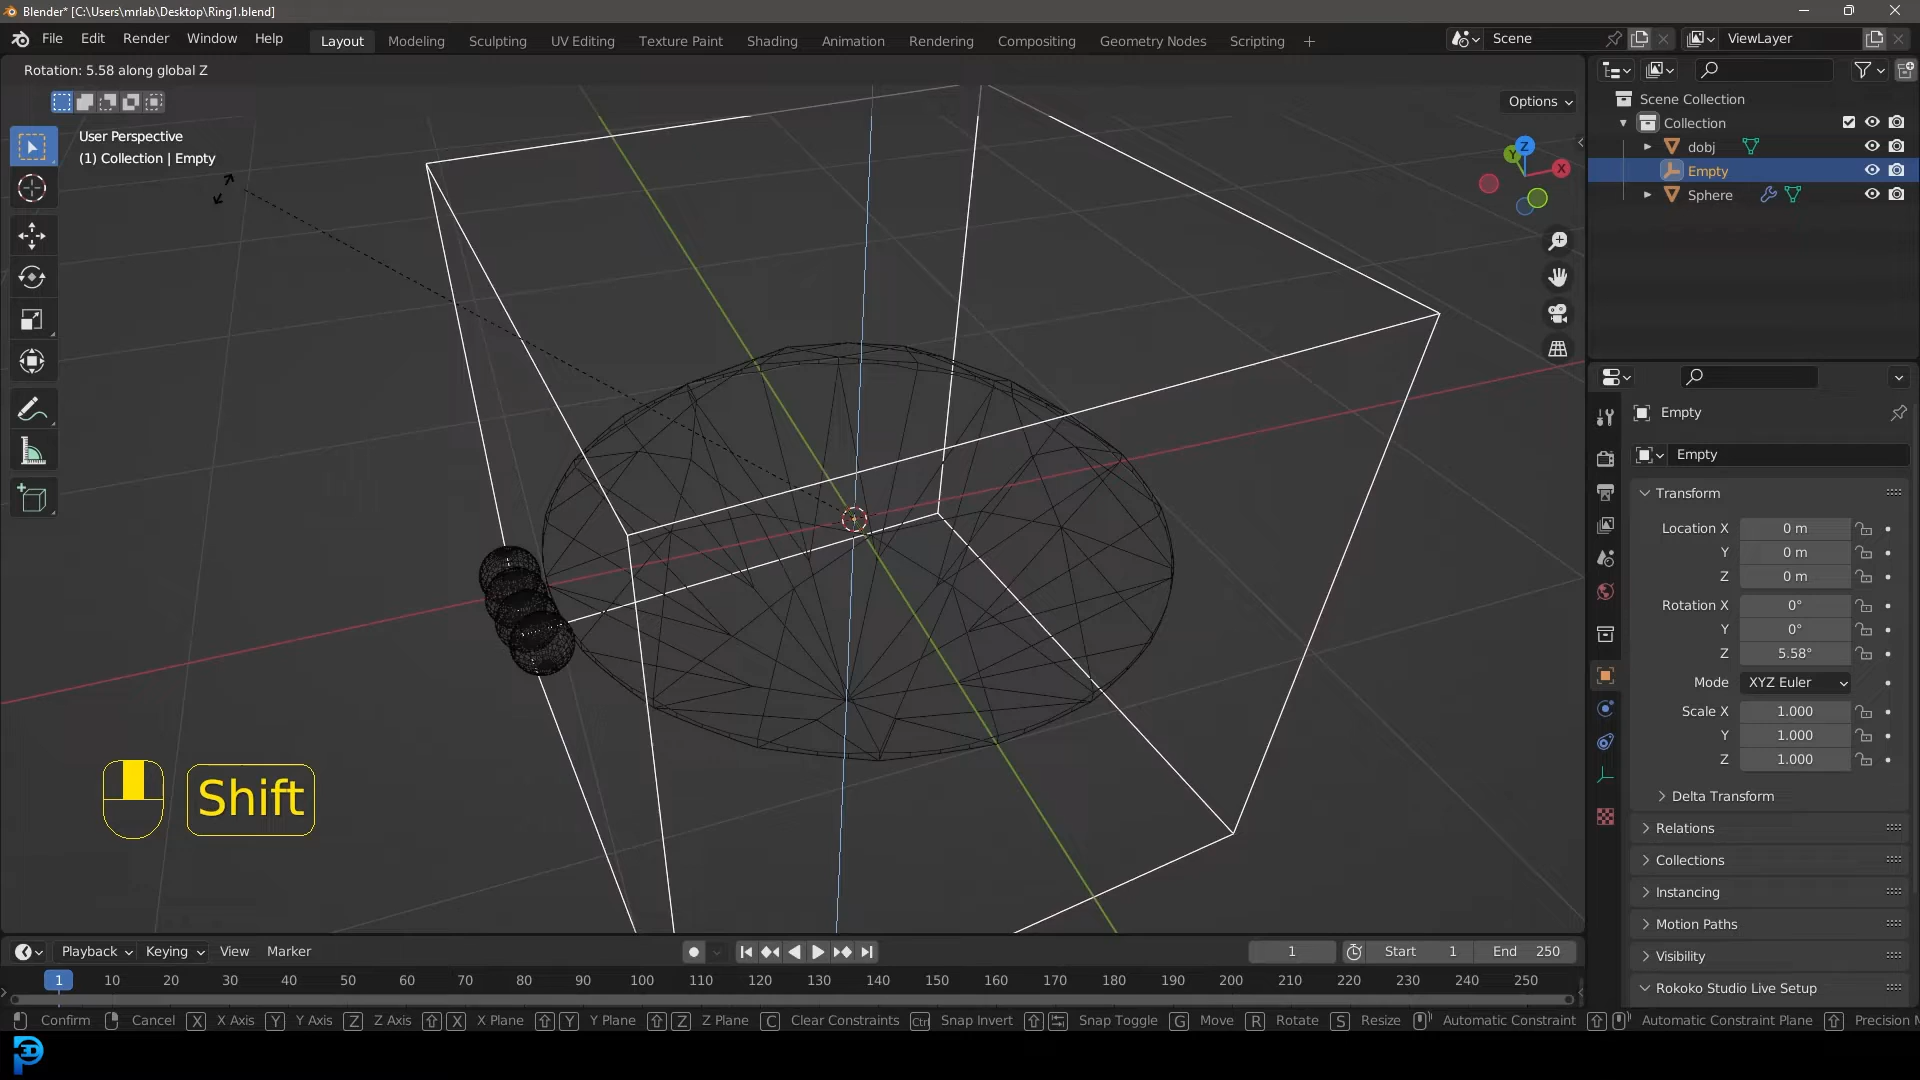 Blender* [C:\Users\mrlab\Desktop\Ring1.blend]
File Edit Render Window Help Layout Modeling Sculpting UV Editing Texture Paint Shading Animation Rendering Compositing Geometry Nodes Scripting + Scene ViewLayer
Rotation: 5.58 along global Z
Options
User Perspective
(1) Collection | Empty
Z
Y
X
Scene Collection
Collection
dobj
Empty
Sphere
Empty
Empty
Transform
Location X 0 m
Y 0 m
Z 0 m
Rotation X 0°
Y 0°
Z 5.58°
Mode XYZ Euler
Scale X 1.000
Y 1.000
Z 1.000
Delta Transform
Relations
Collections
Instancing
Motion Paths
Visibility
Rokoko Studio Live Setup
Shift
Playback Keying View Marker 1 Start 1 End 250
1 10 20 30 40 50 60 70 80 90 100 110 120 130 140 150 160 170 180 190 200 210 220 230 240 250
Confirm Cancel X X Axis Y Y Axis Z Z Axis X X Plane Y Y Plane Z Z Plane C Clear Constraints Ctrl Snap Invert Snap Toggle G Move R Rotate S Resize Automatic Constraint Automatic Constraint Plane Precision M